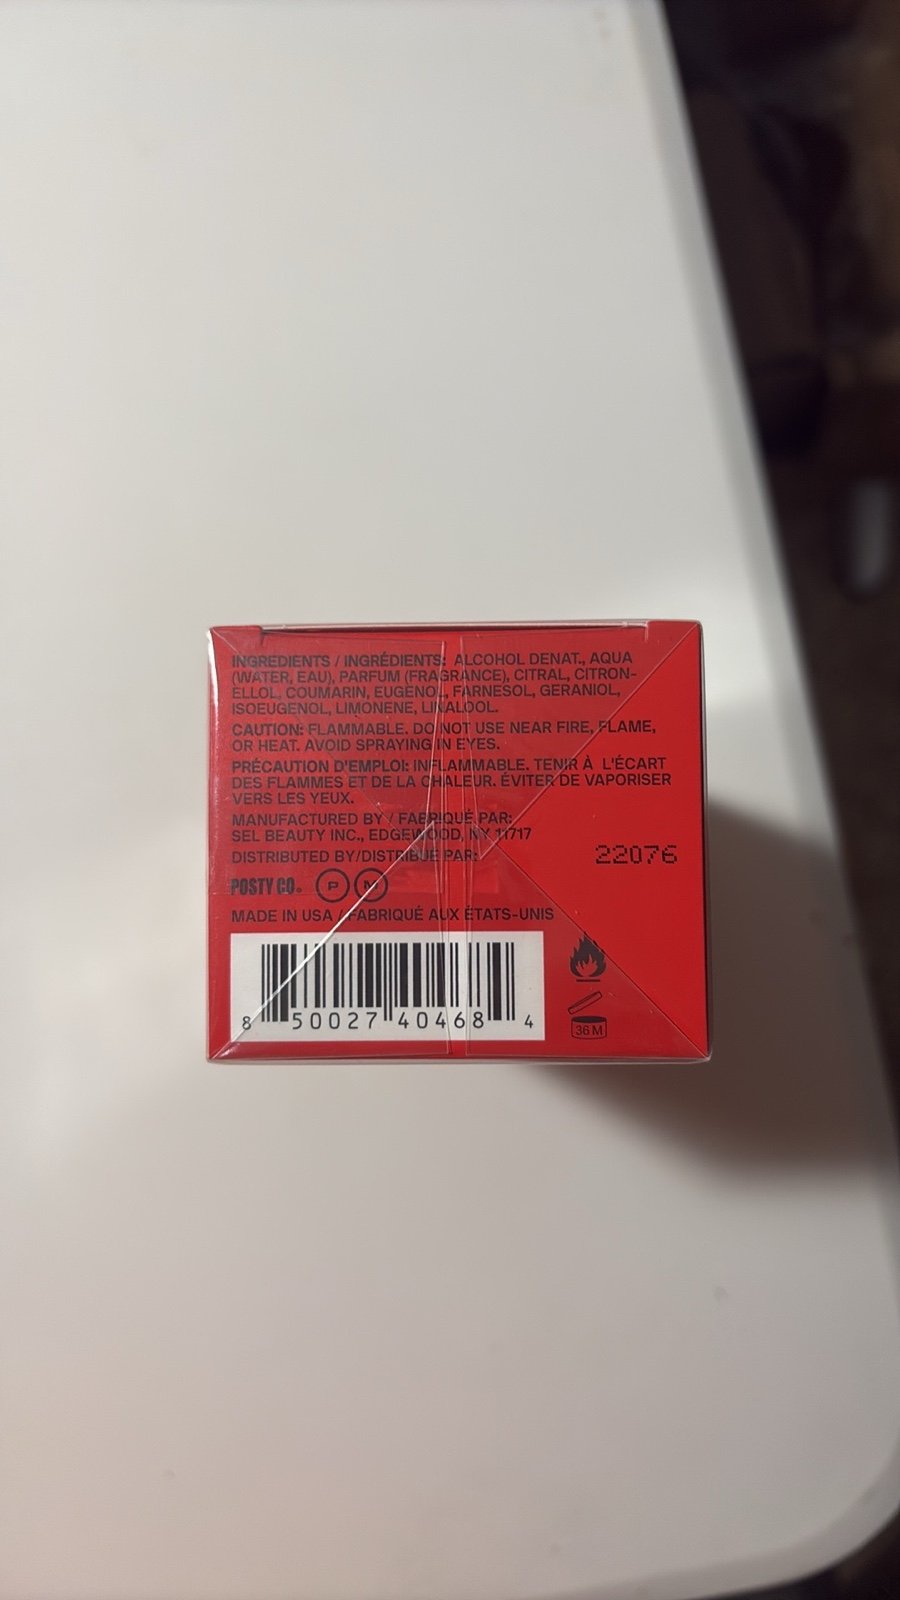 INGREDIENTS / INGRÉDIENTS: ALCOHOL DENAT., AQUA
(WATER, EAU), PARFUM (FRAGRANCE), CITRAL, CITRON-
ELLOL, COUMARIN, EUGENOL, FARNESOL, GERANIOL,
ISOEUGENOL, LIMONENE, LINALOOL.
CAUTION: FLAMMABLE. DO NOT USE NEAR FIRE, FLAME,
OR HEAT. AVOID SPRAYING IN EYES.
PRÉCAUTION D'EMPLOI: INFLAMMABLE. TENIR À L'ÉCART
DES FLAMMES ET DE LA CHALEUR. ÉVITER DE VAPORISER
VERS LES YEUX.
MANUFACTURED BY / FABRIQUÉ PAR:
SEL BEAUTY INC., EDGEWOOD, NY 11717
DISTRIBUTED BY/DISTRIBUÉ PAR:
22076
POSTY CO. P M
MADE IN USA / FABRIQUÉ AUX ÉTATS-UNIS
8 50027 40468 4
36 M